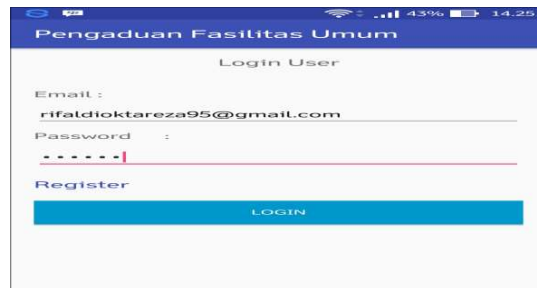 43% 14.25
Pengaduan Fasilitas Umum
Login User
Email :
rifaldioktareza95@gmail.com
Password :
••••••
Register
LOGIN